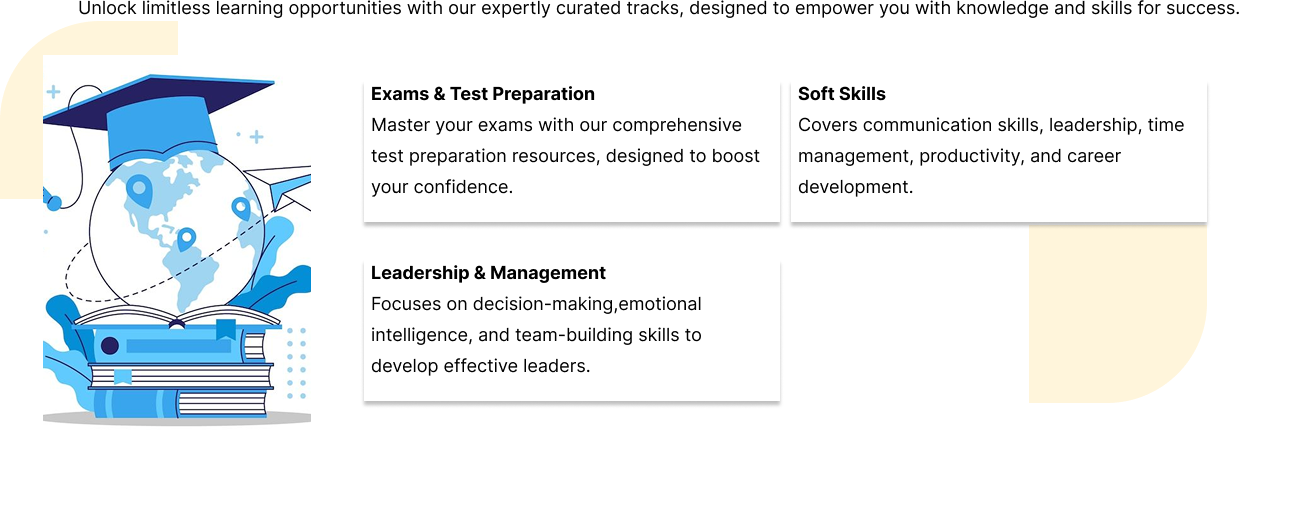 Unlock limitless learning opportunities with our expertly curated tracks, designed to empower you with knowledge and skills for success.
Exams & Test Preparation
Master your exams with our comprehensive
test preparation resources, designed to boost
your confidence.
Soft Skills
Covers communication skills, leadership, time
management, productivity, and career
development.
Leadership & Management
Focuses on decision-making,emotional
intelligence, and team-building skills to
develop effective leaders.